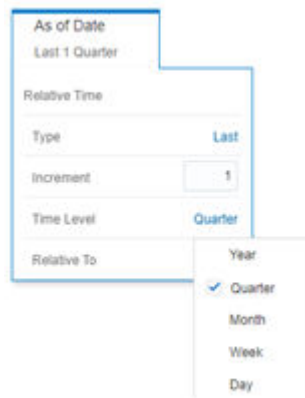 As of Date
Last 1 Quarter
Relative Time
Type Last
Increment 1
Time Level Quarter
Relative To
Year
Quarter
Month
Week
Day